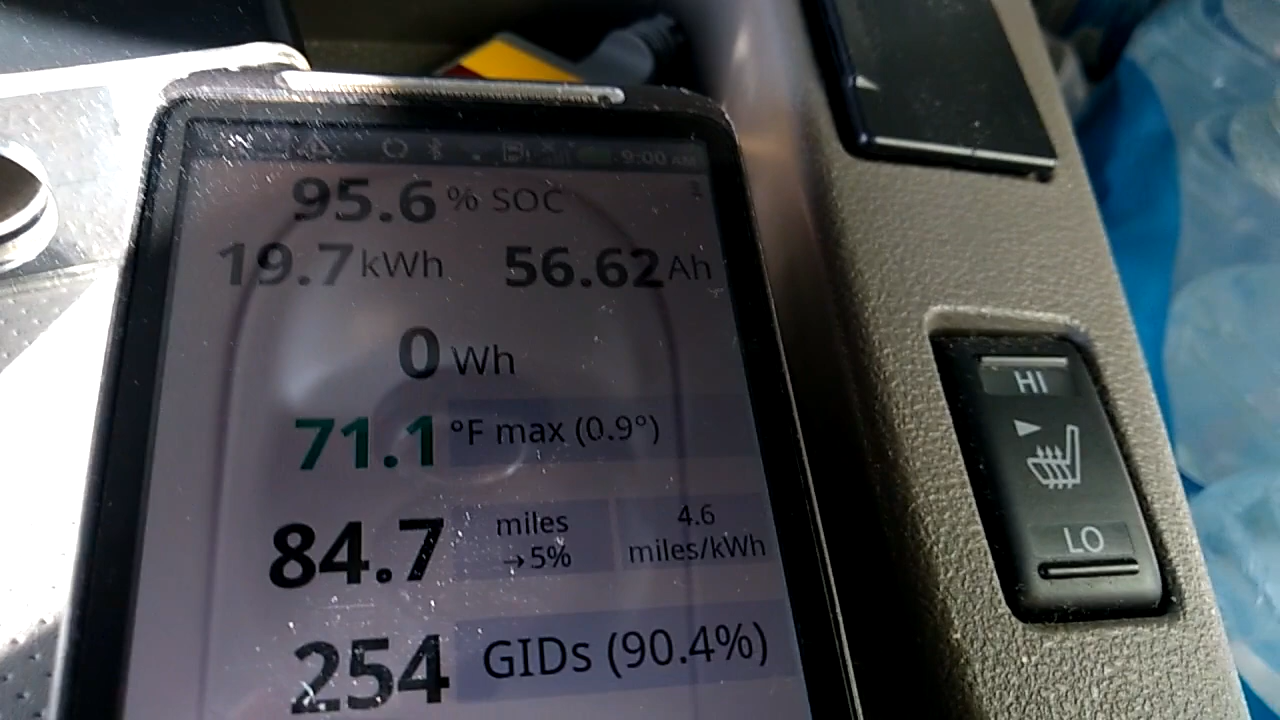 9:00 AM
95.6 % SOC
19.7 kWh 56.62 Ah
0 Wh
71.1 °F max (0.9°)
84.7 miles →5% 4.6 miles/kWh
254 GIDs (90.4%)
HI
LO